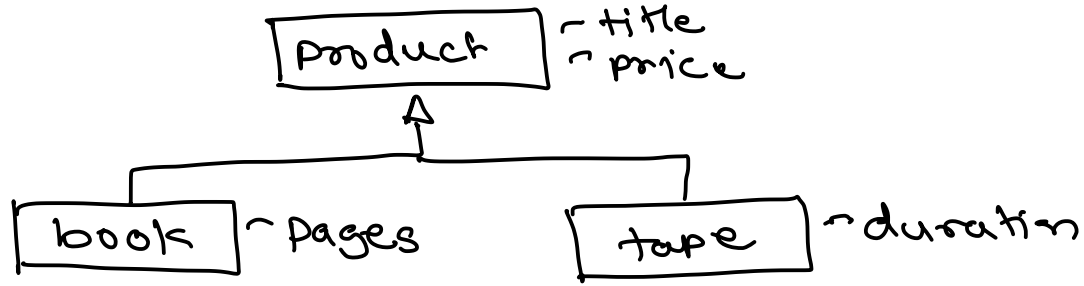 product
- title
- price
book
- pages
tape
- duration